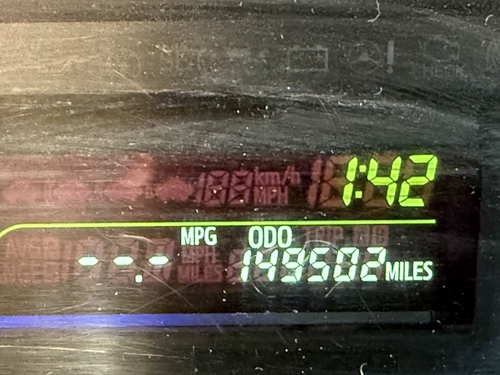 km/h
MPH
1:42
MPG ODO
--.- 149502 MILES